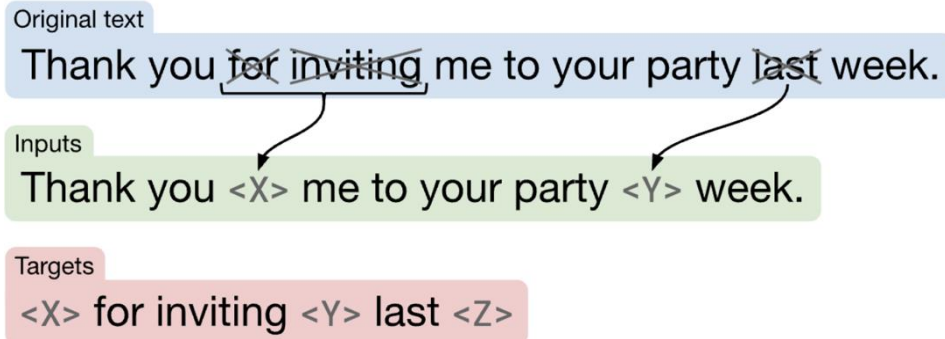 Original text
Thank you for inviting me to your party last week.
Inputs
Thank you <X> me to your party <Y> week.
Targets
<X> for inviting <Y> last <Z>